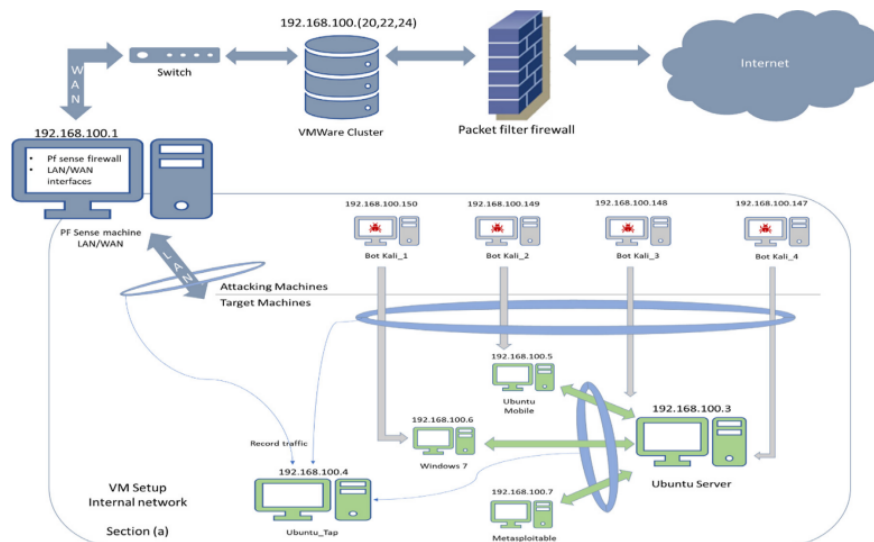 192.168.100.(20,22,24)
WAN
Switch
VMWare Cluster
Packet filter firewall
Internet
192.168.100.1
• Pf sense firewall
• LAN/WAN
interfaces
PF Sense machine
LAN/WAN
LAN
192.168.100.150
192.168.100.149
192.168.100.148
192.168.100.147
Bot Kali_1
Bot Kali_2
Bot Kali_3
Bot Kali_4
Attacking Machines
Target Machines
192.168.100.5
Ubuntu
Mobile
192.168.100.6
Windows 7
192.168.100.3
Ubuntu Server
Record traffic
192.168.100.4
Ubuntu_Tap
192.168.100.7
Metasploitable
VM Setup
Internal network
Section (a)